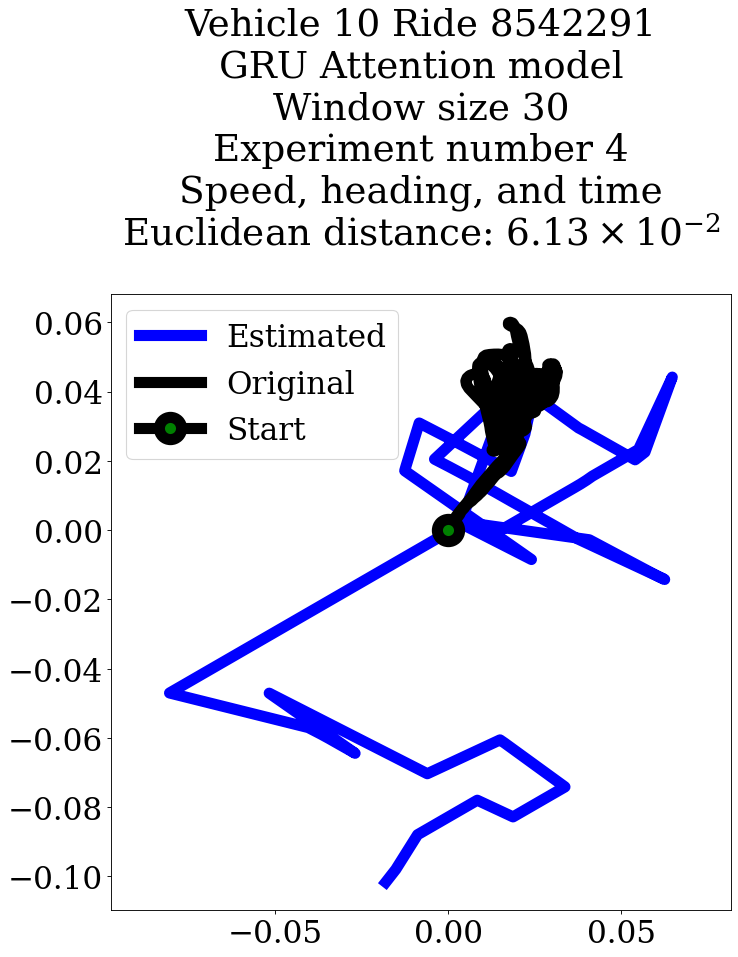 Vehicle 10 Ride 8542291
GRU Attention model
Window size 30
Experiment number 4
Speed, heading, and time
Euclidean distance: 6.13 × 10⁻²
Estimated
Original
Start
0.06
0.04
0.02
0.00
−0.02
−0.04
−0.06
−0.08
−0.10
−0.05
0.00
0.05